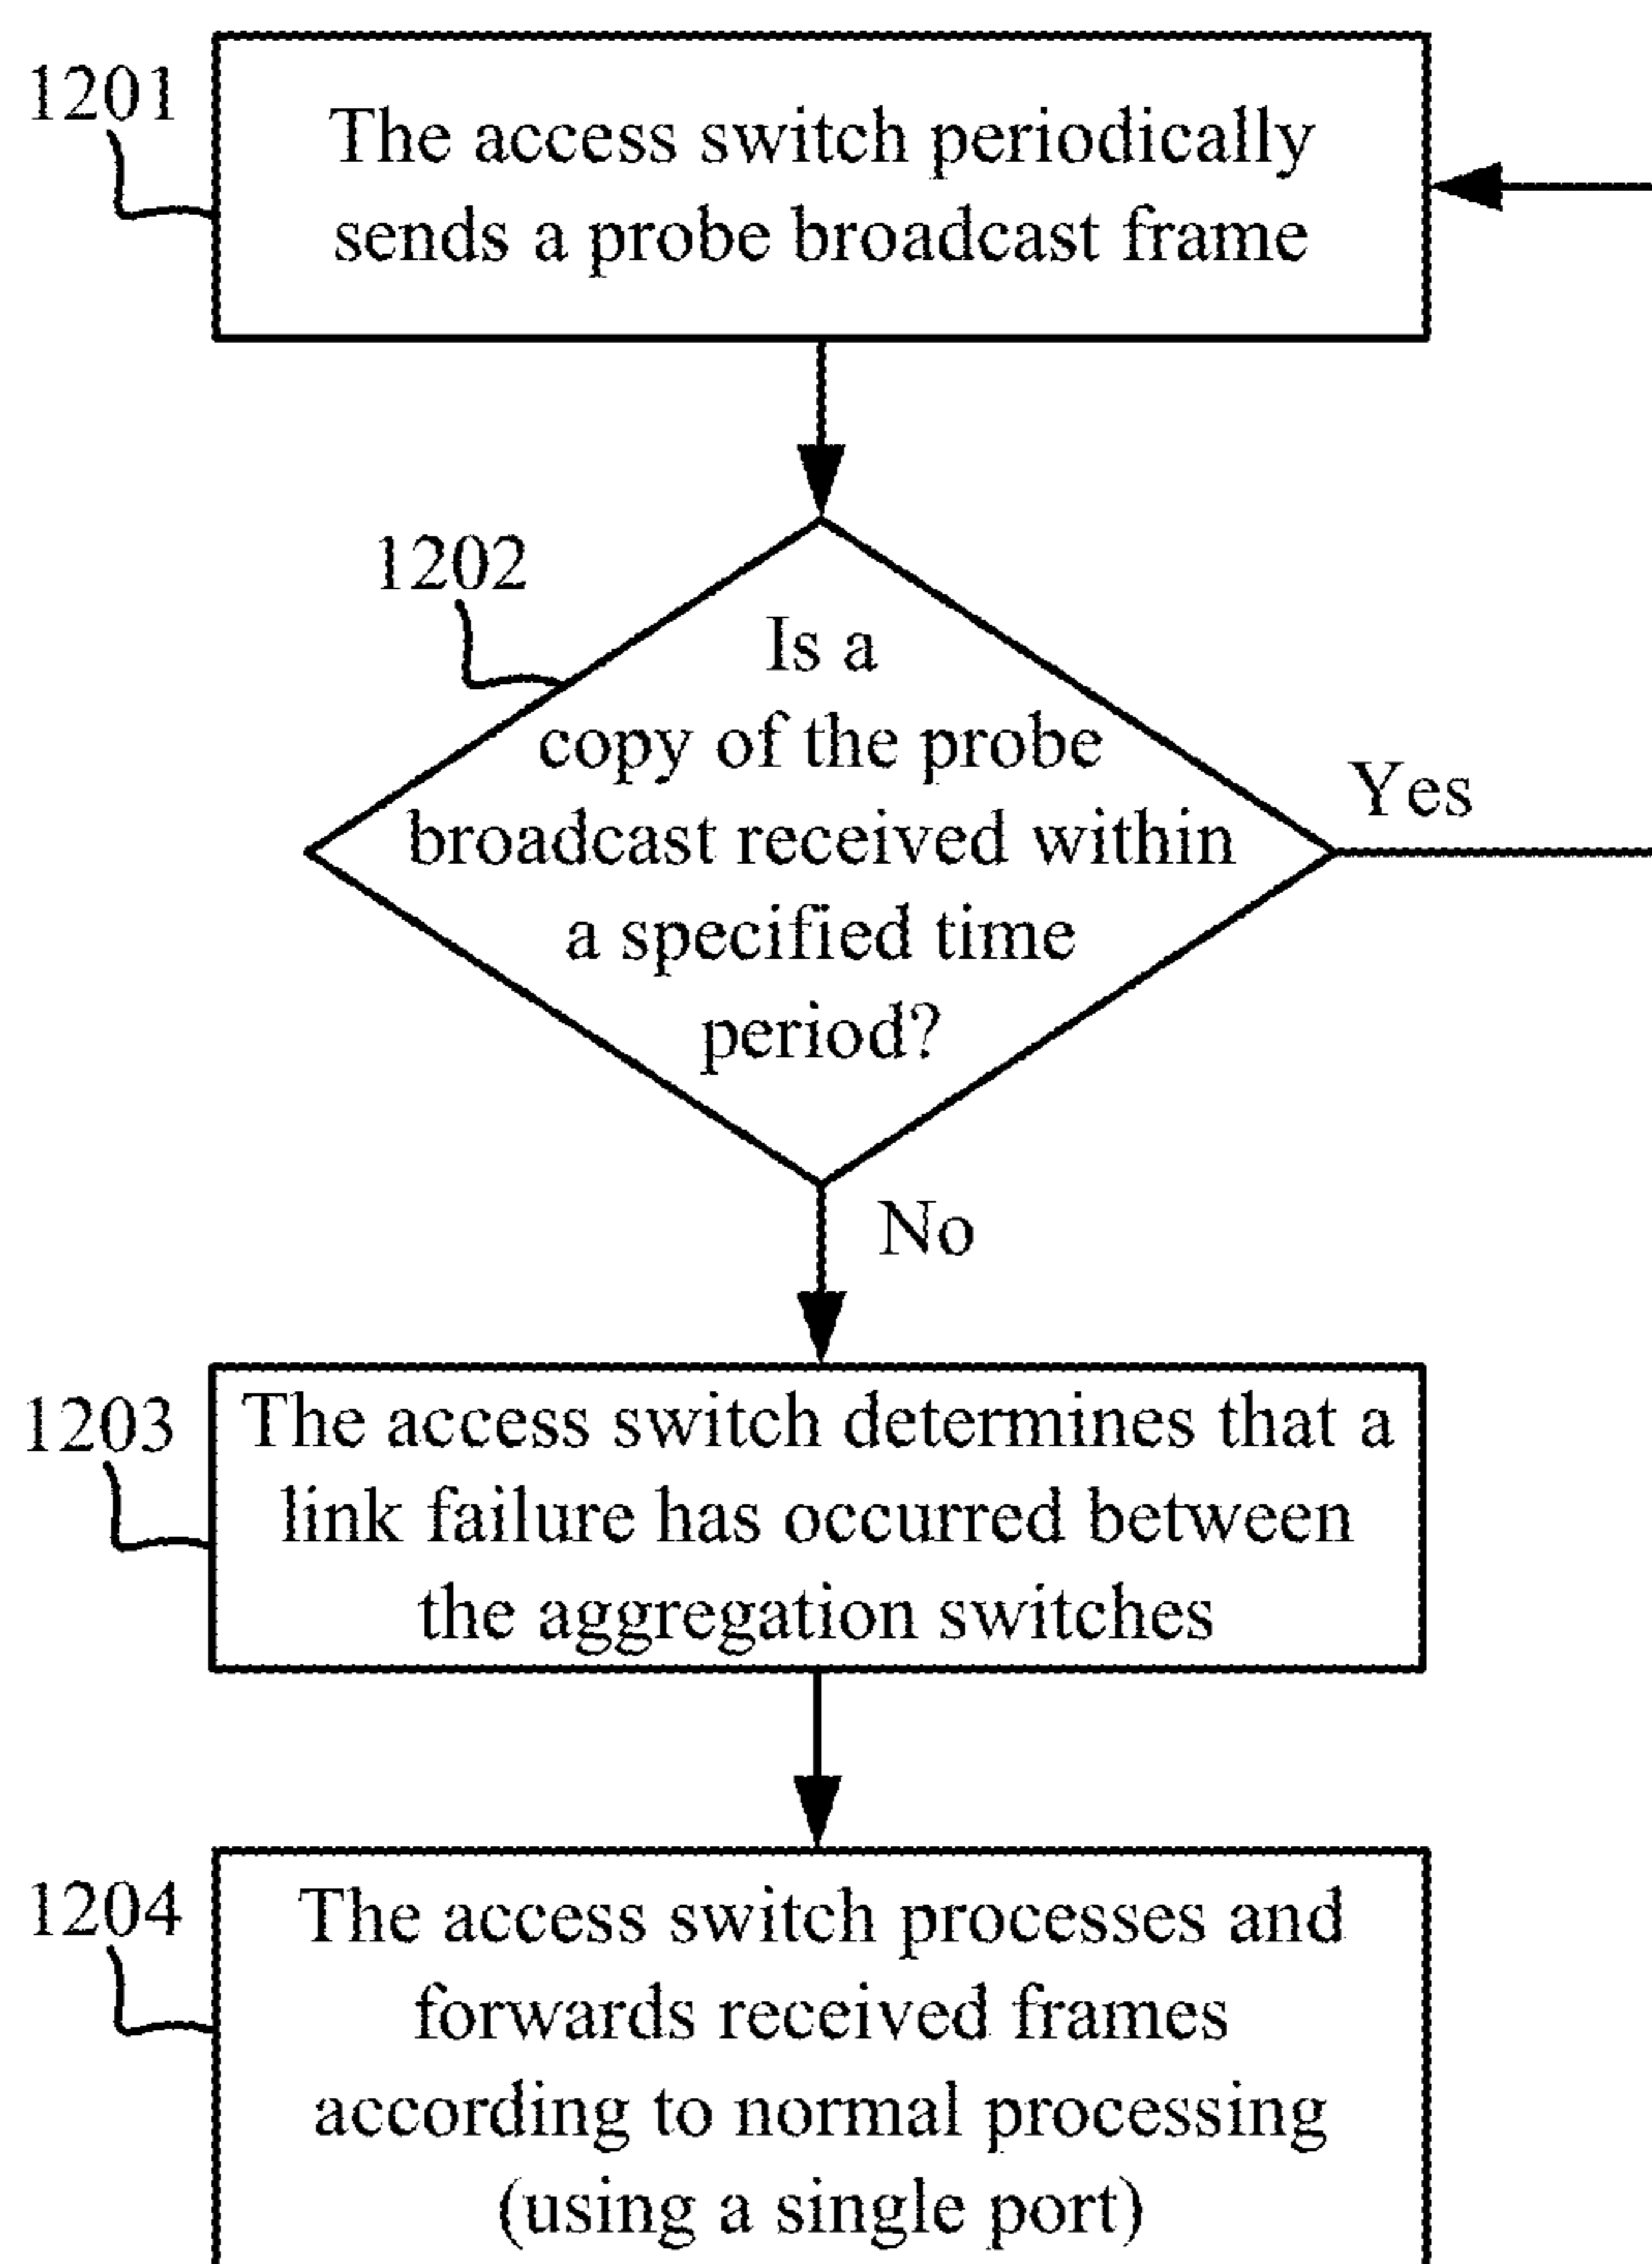 1201
The access switch periodically
sends a probe broadcast frame
1202
Is a
copy of the probe
broadcast received within
a specified time
period?
Yes
No
1203
The access switch determines that a
link failure has occurred between
the aggregation switches
1204
The access switch processes and
forwards received frames
according to normal processing
(using a single port)